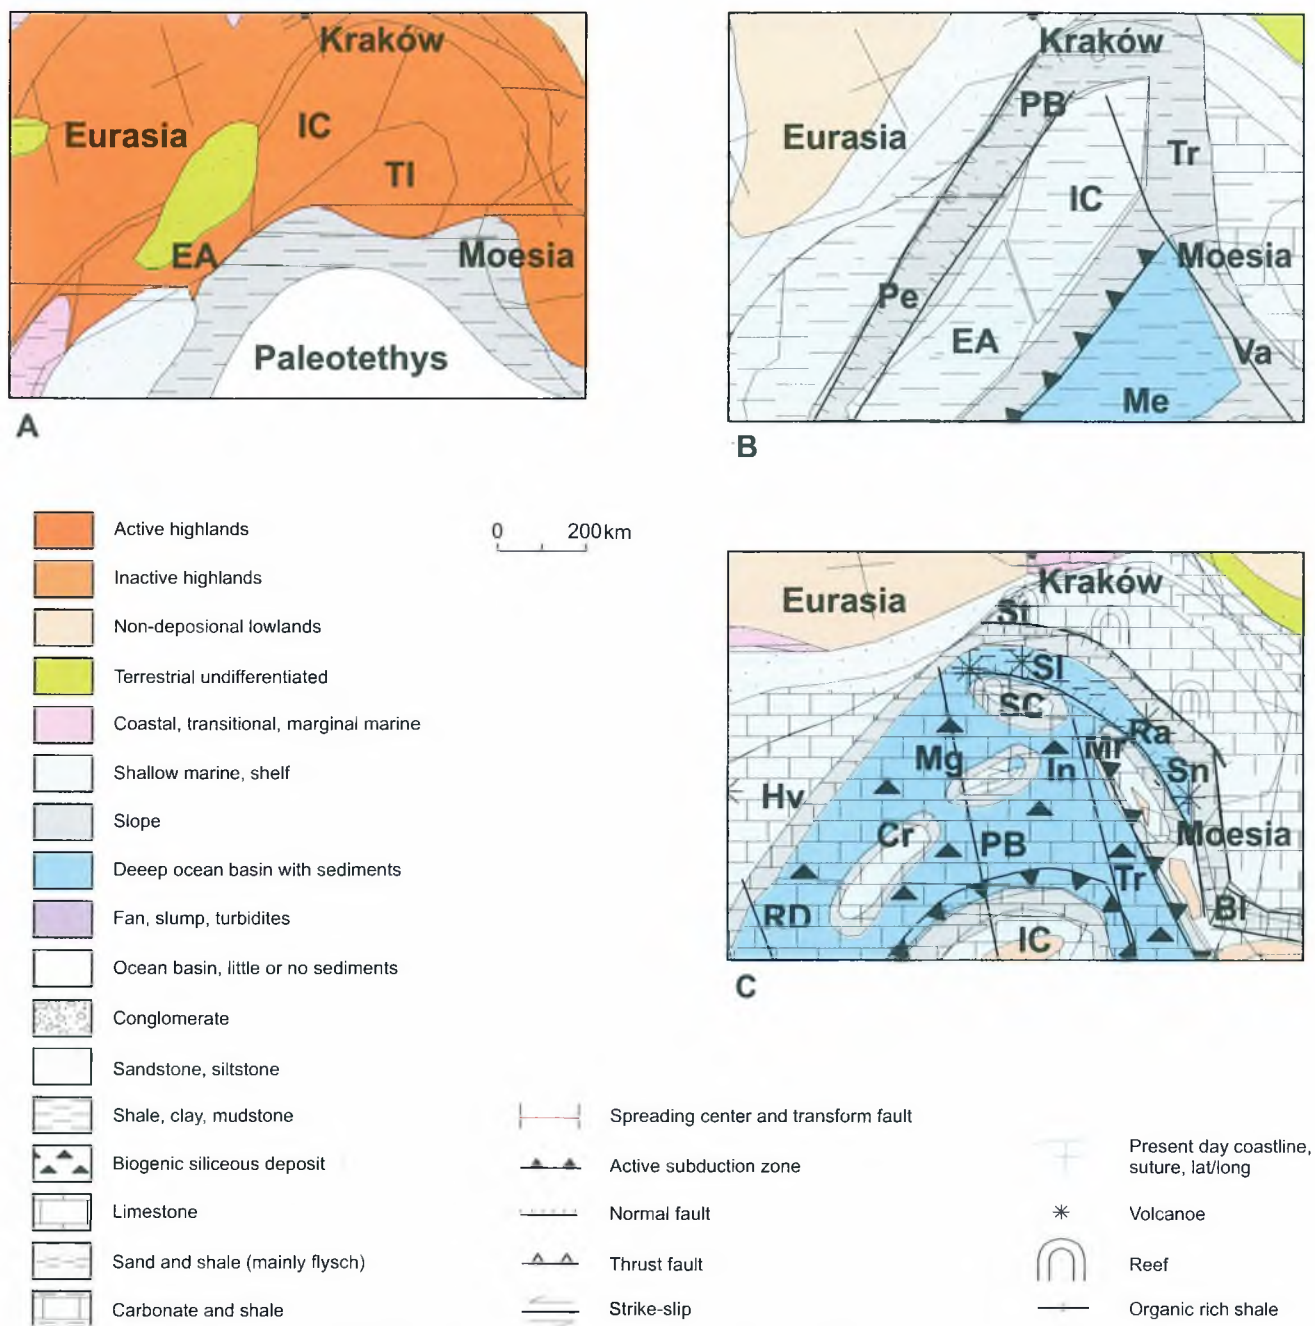 Kraków
Eurasia
IC
TI
EA
Moesia
Paleotethys
A
Kraków
PB
Eurasia
Tr
IC
Moesia
Pe
EA
Va
Me
B
Active highlands
Inactive highlands
Non-deposional lowlands
Terrestrial undifferentiated
Coastal, transitional, marginal marine
Shallow marine, shelf
Slope
Deeep ocean basin with sediments
Fan, slump, turbidites
Ocean basin, little or no sediments
Conglomerate
Sandstone, siltstone
Shale, clay, mudstone
Biogenic siliceous deposit
Limestone
Sand and shale (mainly flysch)
Carbonate and shale
0 200km
Kraków
Eurasia
Sl
SC
Ra
Mr
Mg
In
Sn
Hv
Cr
PB
Moesia
Tr
RD
IC
Bl
C
Spreading center and transform fault
Active subduction zone
Normal fault
Thrust fault
Strike-slip
Present day coastline,
suture, lat/long
Volcanoe
Reef
Organic rich shale